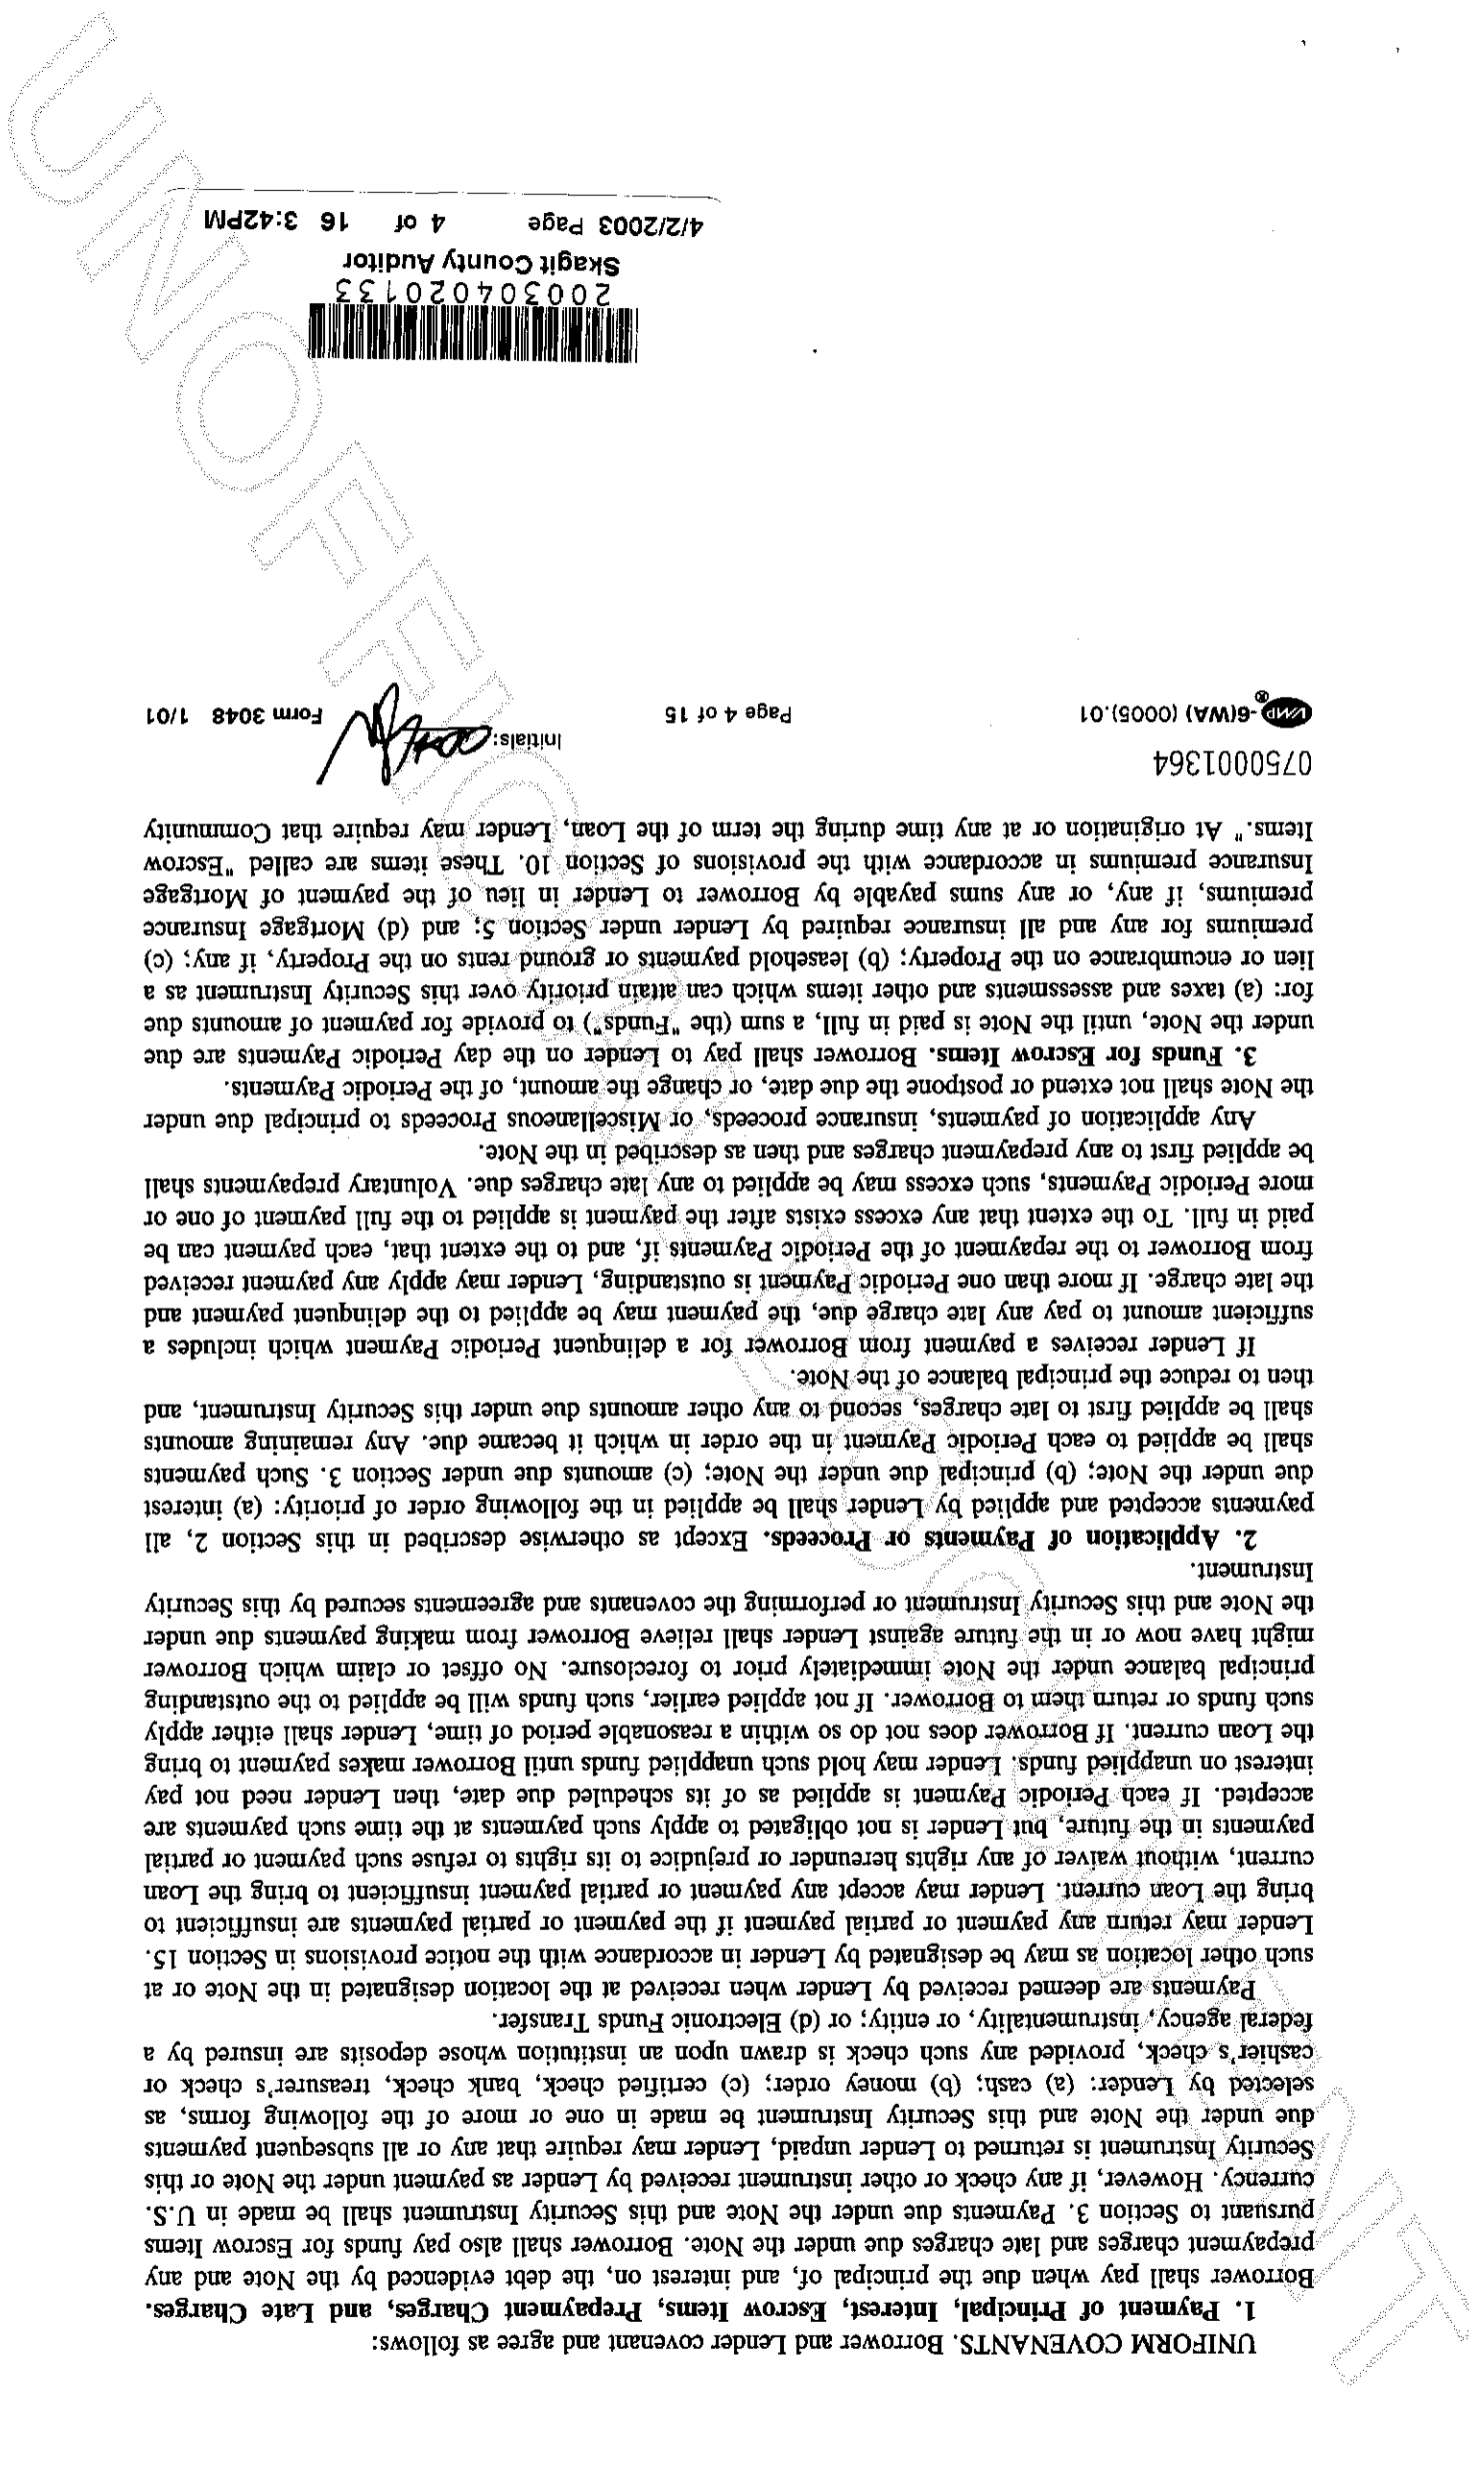 UNIFORM COVENANTS. Borrower and Lender covenant and agree as follows:
1. Payment of Principal, Interest, Escrow Items, Prepayment Charges, and Late Charges.
Borrower shall pay when due the principal of, and interest on, the debt evidenced by the Note and any
prepayment charges and late charges due under the Note. Borrower shall also pay funds for Escrow Items
pursuant to Section 3. Payments due under the Note and this Security Instrument shall be made in U.S.
currency. However, if any check or other instrument received by Lender as payment under the Note or this
Security Instrument is returned to Lender unpaid, Lender may require that any or all subsequent payments
due under the Note and this Security Instrument be made in one or more of the following forms, as
selected by Lender: (a) cash; (b) money order; (c) certified check, bank check, treasurer's check or
cashier's check, provided any such check is drawn upon an institution whose deposits are insured by a
federal agency, instrumentality, or entity; or (d) Electronic Funds Transfer.
Payments are deemed received by Lender when received at the location designated in the Note or at
such other location as may be designated by Lender in accordance with the notice provisions in Section 15.
Lender may return any payment or partial payment if the payment or partial payments are insufficient to
bring the Loan current. Lender may accept any payment or partial payment insufficient to bring the Loan
current, without waiver of any rights hereunder or prejudice to its rights to refuse such payment or partial
payments in the future, but Lender is not obligated to apply such payments at the time such payments are
accepted. If each Periodic Payment is applied as of its scheduled due date, then Lender need not pay
interest on unapplied funds. Lender may hold such unapplied funds until Borrower makes payment to bring
the Loan current. If Borrower does not do so within a reasonable period of time, Lender shall either apply
such funds or return them to Borrower. If not applied earlier, such funds will be applied to the outstanding
principal balance under the Note immediately prior to foreclosure. No offset or claim which Borrower
might have now or in the future against Lender shall relieve Borrower from making payments due under
the Note and this Security Instrument or performing the covenants and agreements secured by this Security
Instrument.
2. Application of Payments or Proceeds. Except as otherwise described in this Section 2, all
payments accepted and applied by Lender shall be applied in the following order of priority: (a) interest
due under the Note; (b) principal due under the Note; (c) amounts due under Section 3. Such payments
shall be applied to each Periodic Payment in the order in which it became due. Any remaining amounts
shall be applied first to late charges, second to any other amounts due under this Security Instrument, and
then to reduce the principal balance of the Note.
If Lender receives a payment from Borrower for a delinquent Periodic Payment which includes a
sufficient amount to pay any late charge due, the payment may be applied to the delinquent payment and
the late charge. If more than one Periodic Payment is outstanding, Lender may apply any payment received
from Borrower to the repayment of the Periodic Payments if, and to the extent that, each payment can be
paid in full. To the extent that any excess exists after the payment is applied to the full payment of one or
more Periodic Payments, such excess may be applied to any late charges due. Voluntary prepayments shall
be applied first to any prepayment charges and then as described in the Note.
Any application of payments, insurance proceeds, or Miscellaneous Proceeds to principal due under
the Note shall not extend or postpone the due date, or change the amount, of the Periodic Payments.
3. Funds for Escrow Items. Borrower shall pay to Lender on the day Periodic Payments are due
under the Note, until the Note is paid in full, a sum (the "Funds") to provide for payment of amounts due
for: (a) taxes and assessments and other items which can attain priority over this Security Instrument as a
lien or encumbrance on the Property; (b) leasehold payments or ground rents on the Property, if any; (c)
premiums for any and all insurance required by Lender under Section 5; and (d) Mortgage Insurance
premiums, if any, or any sums payable by Borrower to Lender in lieu of the payment of Mortgage
Insurance premiums in accordance with the provisions of Section 10. These items are called "Escrow
Items." At origination or at any time during the term of the Loan, Lender may require that Community
0750001364
Initials:
VMP®-6(WA) (0005).01 Page 4 of 15 Form 3048 1/01
200304020133
Skagit County Auditor
4/2/2003 Page 4 of 16 3:42PM
UNOFFICIAL DOCUMENT